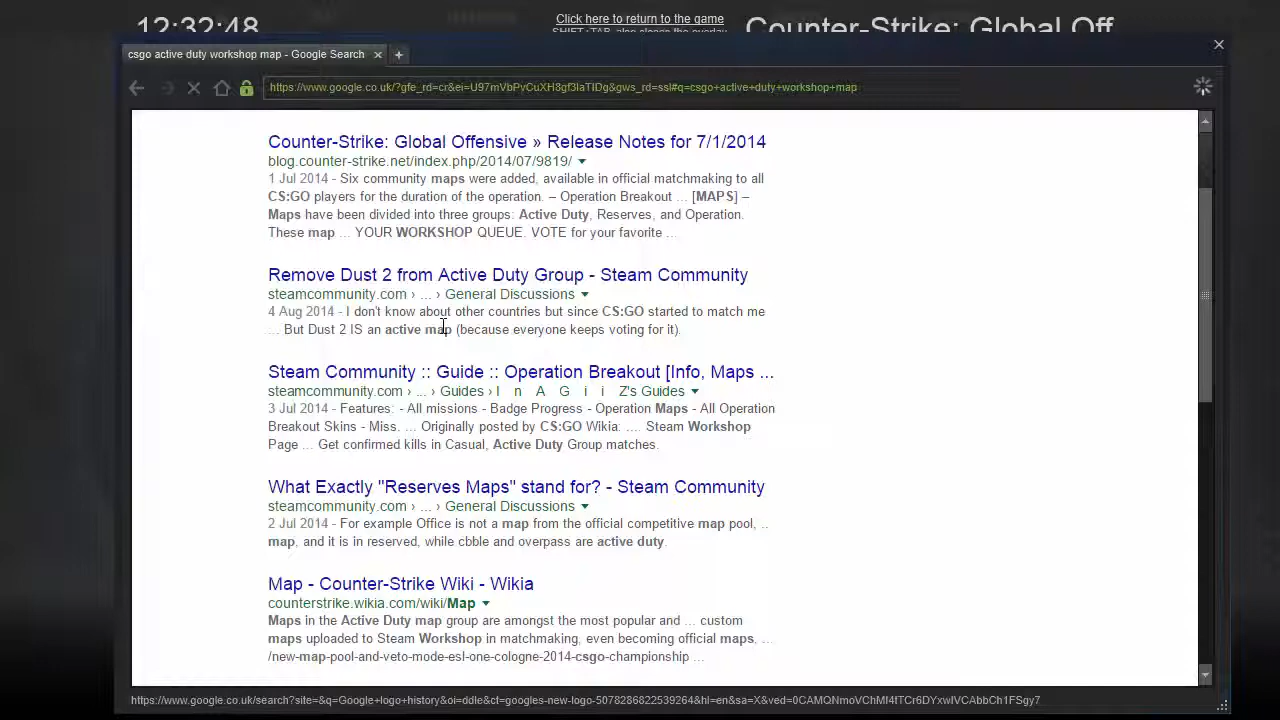 12:32:48
Click here to return to the game
Counter-Strike: Global Off
csgo active duty workshop map - Google Search
https://www.google.co.uk/?gfe_rd=cr&ei=U97mVbPvCuXH8gf3laTIDg&gws_rd=ssl#q=csgo+active+duty+workshop+map
Counter-Strike: Global Offensive » Release Notes for 7/1/2014
blog.counter-strike.net/index.php/2014/07/9819/
1 Jul 2014 - Six community maps were added, available in official matchmaking to all
CS:GO players for the duration of the operation. – Operation Breakout ... [MAPS] –
Maps have been divided into three groups: Active Duty, Reserves, and Operation.
These map ... YOUR WORKSHOP QUEUE. VOTE for your favorite ...
Remove Dust 2 from Active Duty Group - Steam Community
steamcommunity.com › ... › General Discussions
4 Aug 2014 - I don't know about other countries but since CS:GO started to match me
... But Dust 2 IS an active map (because everyone keeps voting for it).
Steam Community :: Guide :: Operation Breakout [Info, Maps ...
steamcommunity.com › ... › Guides › I n A G i i Z's Guides
3 Jul 2014 - Features: - All missions - Badge Progress - Operation Maps - All Operation
Breakout Skins - Miss. ... Originally posted by CS:GO Wikia: .... Steam Workshop
Page ... Get confirmed kills in Casual, Active Duty Group matches.
What Exactly "Reserves Maps" stand for? - Steam Community
steamcommunity.com › ... › General Discussions
2 Jul 2014 - For example Office is not a map from the official competitive map pool, ..
map, and it is in reserved, while cbble and overpass are active duty.
Map - Counter-Strike Wiki - Wikia
counterstrike.wikia.com/wiki/Map
Maps in the Active Duty map group are amongst the most popular and ... custom
maps uploaded to Steam Workshop in matchmaking, even becoming official maps, ...
/new-map-pool-and-veto-mode-esl-one-cologne-2014-csgo-championship ...
https://www.google.co.uk/search?site=&q=Google+logo+history&oi=ddle&ct=googles-new-logo-5078286822539264&hl=en&sa=X&ved=0CAMQNmoVChMIf4TCr6DYxwIVCAbbCh1FSgy7